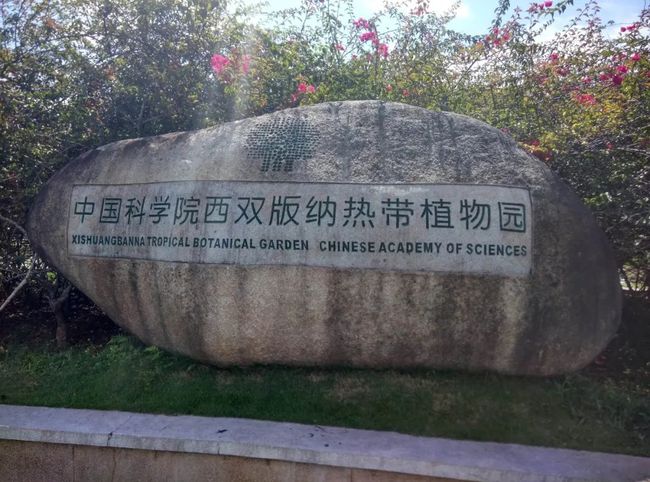 中国科学院西双版纳热带植物园
XISHUANGBANNA TROPICAL BOTANICAL GARDEN CHINESE ACADEMY OF SCIENCES